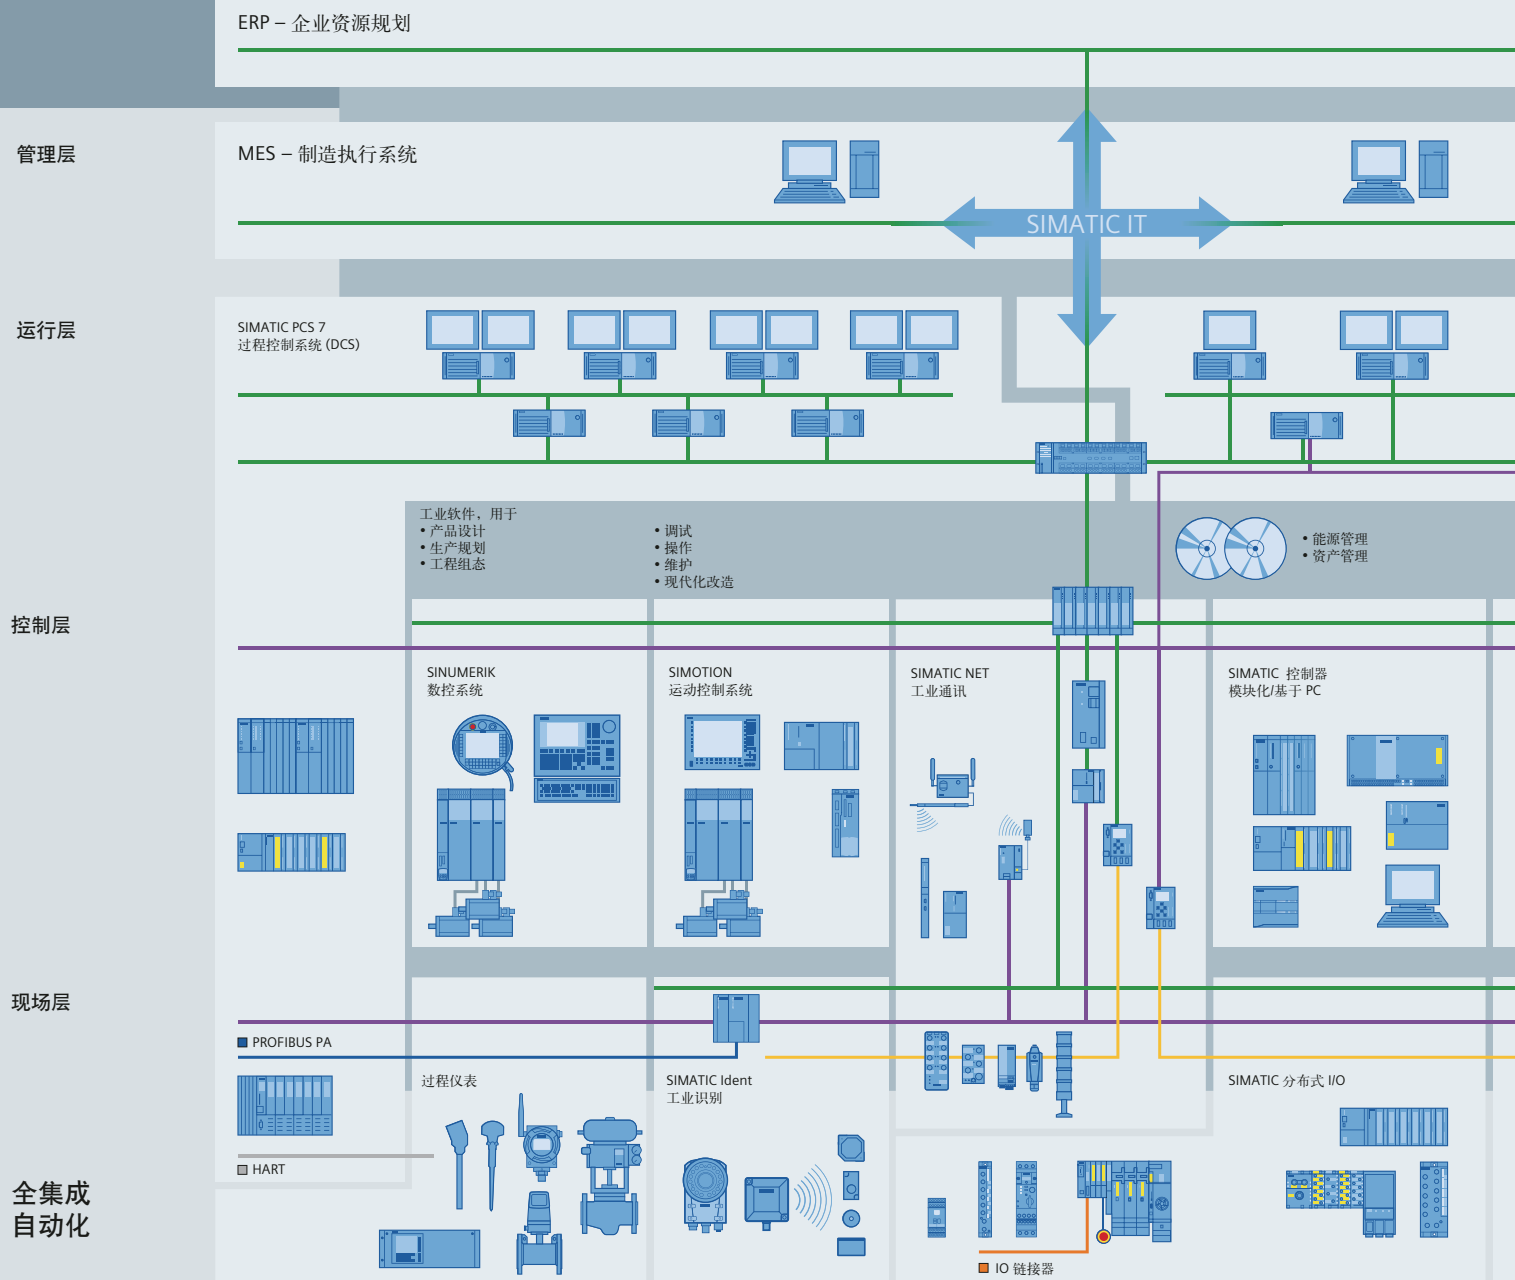 ERP – 企业资源规划
管理层
MES – 制造执行系统
SIMATIC IT
运行层
SIMATIC PCS 7
过程控制系统 (DCS)
工业软件，用于
• 产品设计
• 生产规划
• 工程组态
• 调试
• 操作
• 维护
• 现代化改造
• 能源管理
• 资产管理
控制层
SINUMERIK
数控系统
SIMOTION
运动控制系统
SIMATIC NET
工业通讯
SIMATIC 控制器
模块化/基于 PC
现场层
PROFIBUS PA
过程仪表
SIMATIC Ident
工业识别
SIMATIC 分布式 I/O
HART
全集成
自动化
IO 链接器